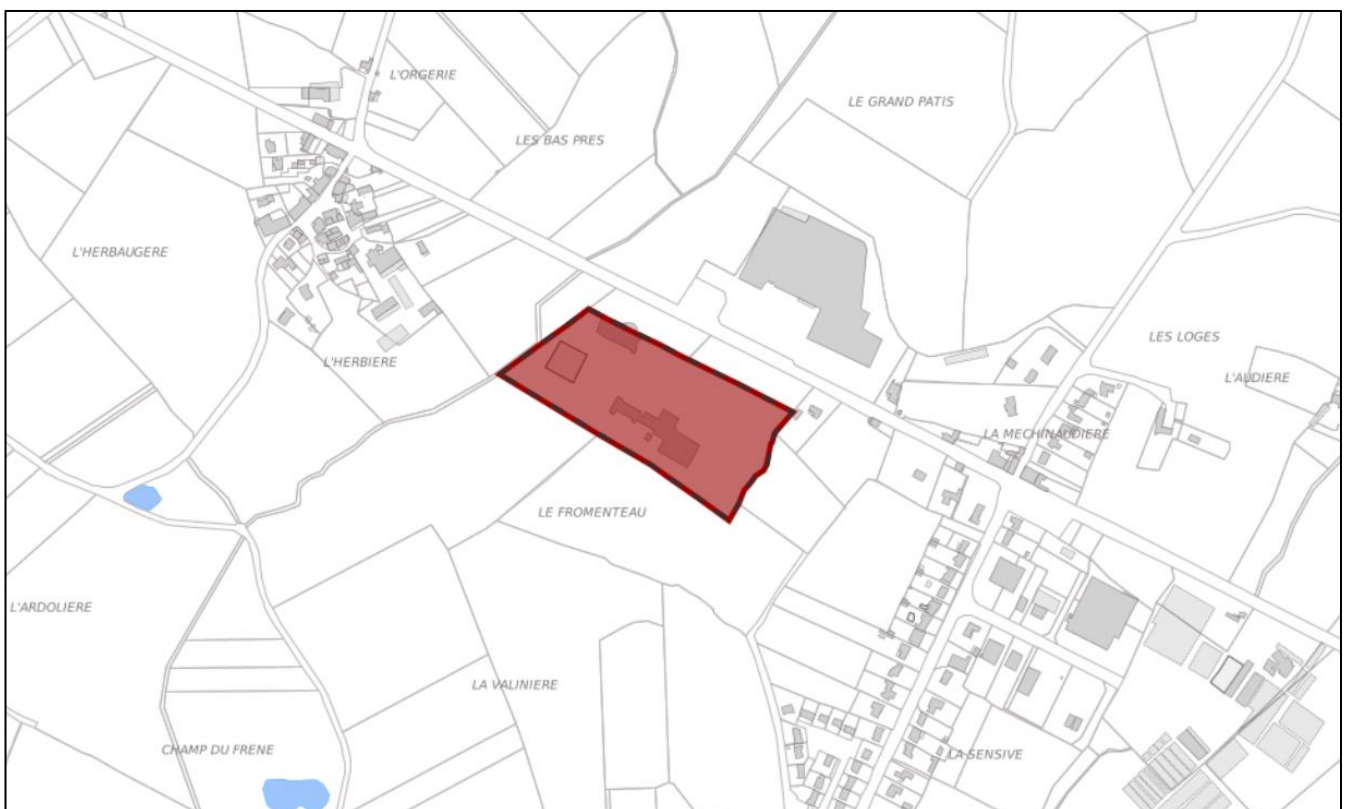 L'ORGERIE
LE GRAND PATIS
LES BAS PRES
L'HERBAUGERE
LES LOGES
L'HERBIERE
L'AUDIERE
LA MECHINAUDIERE
LE FROMENTEAU
L'ARDOLIERE
LA VALINIERE
CHAMP DU FRENE
LA SENSIVE